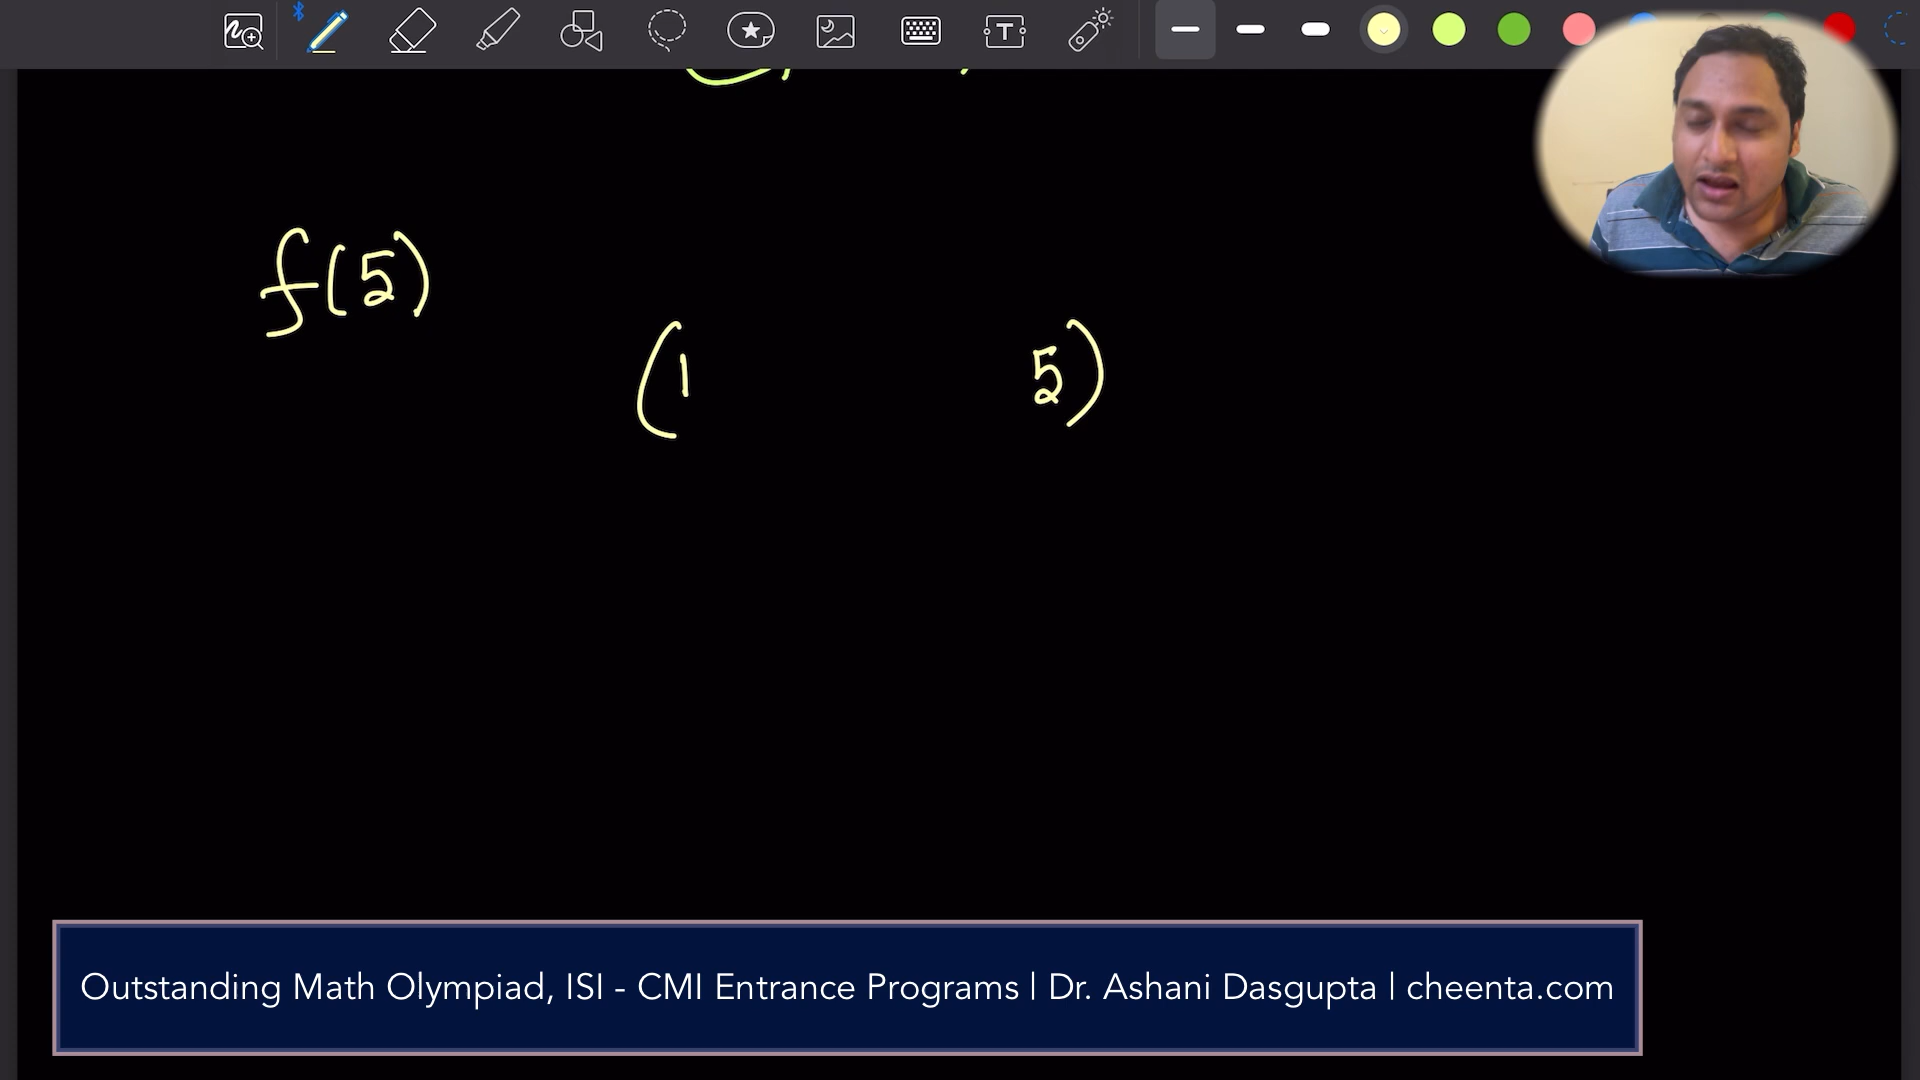 f(5)
(1 5)
Outstanding Math Olympiad, ISI - CMI Entrance Programs | Dr. Ashani Dasgupta | cheenta.com